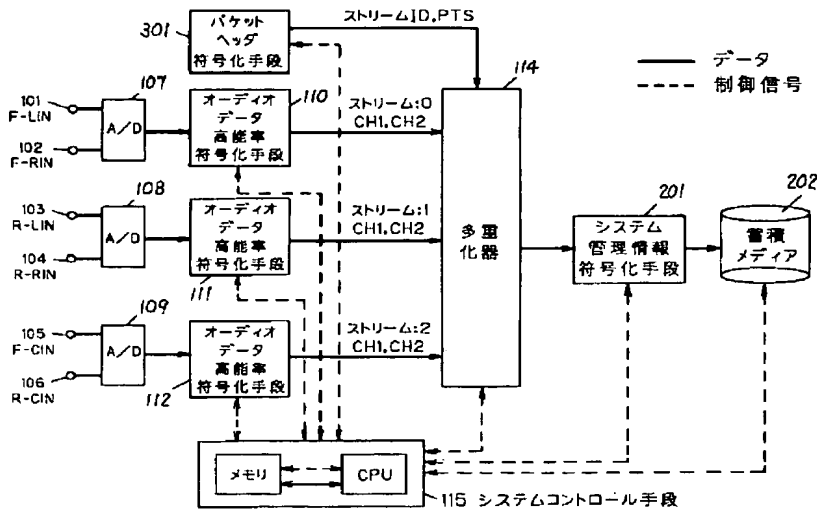 301
パケット
ヘッダ
符号化手段
ストリームID,PTS
データ
制御信号
114
107
110
101
F-LIN
102
F-RIN
A/D
オーディオ
データ
高能率
符号化手段
ストリーム:0
CH1,CH2
108
103
R-LIN
104
R-RIN
A/D
オーディオ
データ
高能率
符号化手段
111
ストリーム:1
CH1,CH2
多重
化器
201
システム
管理情報
符号化手段
202
蓄積
メディア
109
105
F-CIN
106
R-CIN
A/D
オーディオ
データ
高能率
符号化手段
112
ストリーム:2
CH1,CH2
メモリ
CPU
115 システムコントロール手段